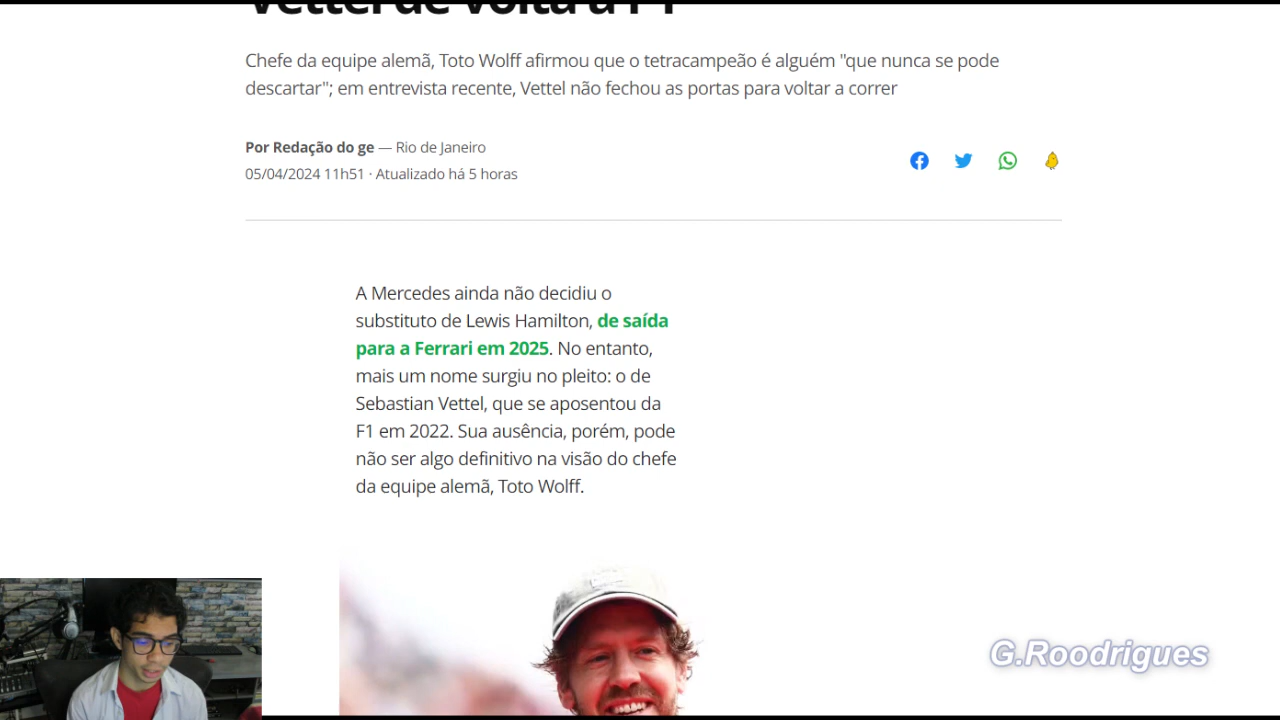 Vettel de volta à F1
Chefe da equipe alemã, Toto Wolff afirmou que o tetracampeão é alguém "que nunca se pode
descartar"; em entrevista recente, Vettel não fechou as portas para voltar a correr
Por Redação do ge — Rio de Janeiro
05/04/2024 11h51 · Atualizado há 5 horas
A Mercedes ainda não decidiu o
substituto de Lewis Hamilton, de saída
para a Ferrari em 2025. No entanto,
mais um nome surgiu no pleito: o de
Sebastian Vettel, que se aposentou da
F1 em 2022. Sua ausência, porém, pode
não ser algo definitivo na visão do chefe
da equipe alemã, Toto Wolff.
G.Roodrigues